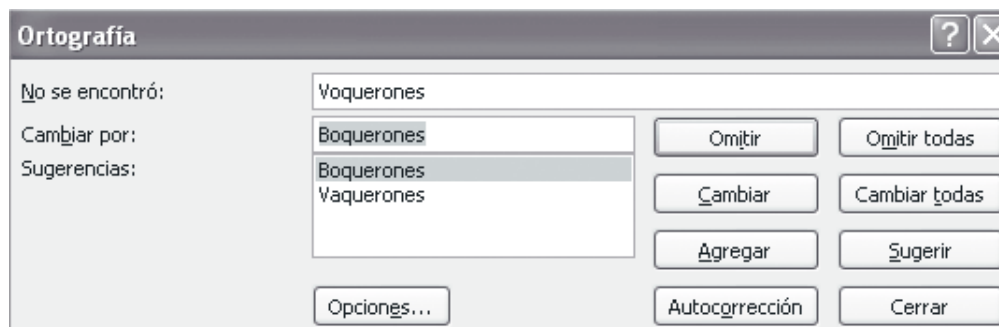 Ortografía
No se encontró: Voquerones
Cambiar por: Boquerones Omitir Omitir todas
Sugerencias: Boquerones
Vaquerones Cambiar Cambiar todas
Agregar Sugerir
Opciones... Autocorrección Cerrar